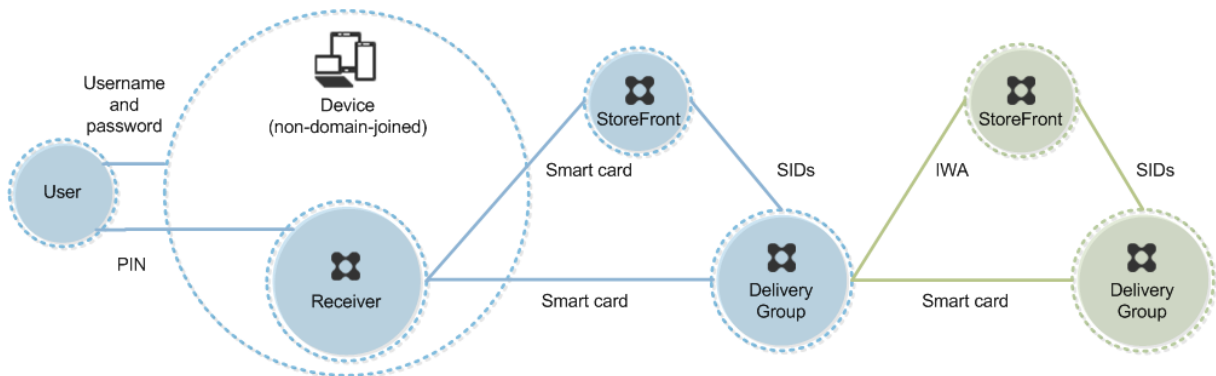 Username
and
password
Device
(non-domain-joined)
User
PIN
Receiver
StoreFront
Smart card
SIDs
Smart card
Delivery
Group
StoreFront
IWA
SIDs
Smart card
Delivery
Group